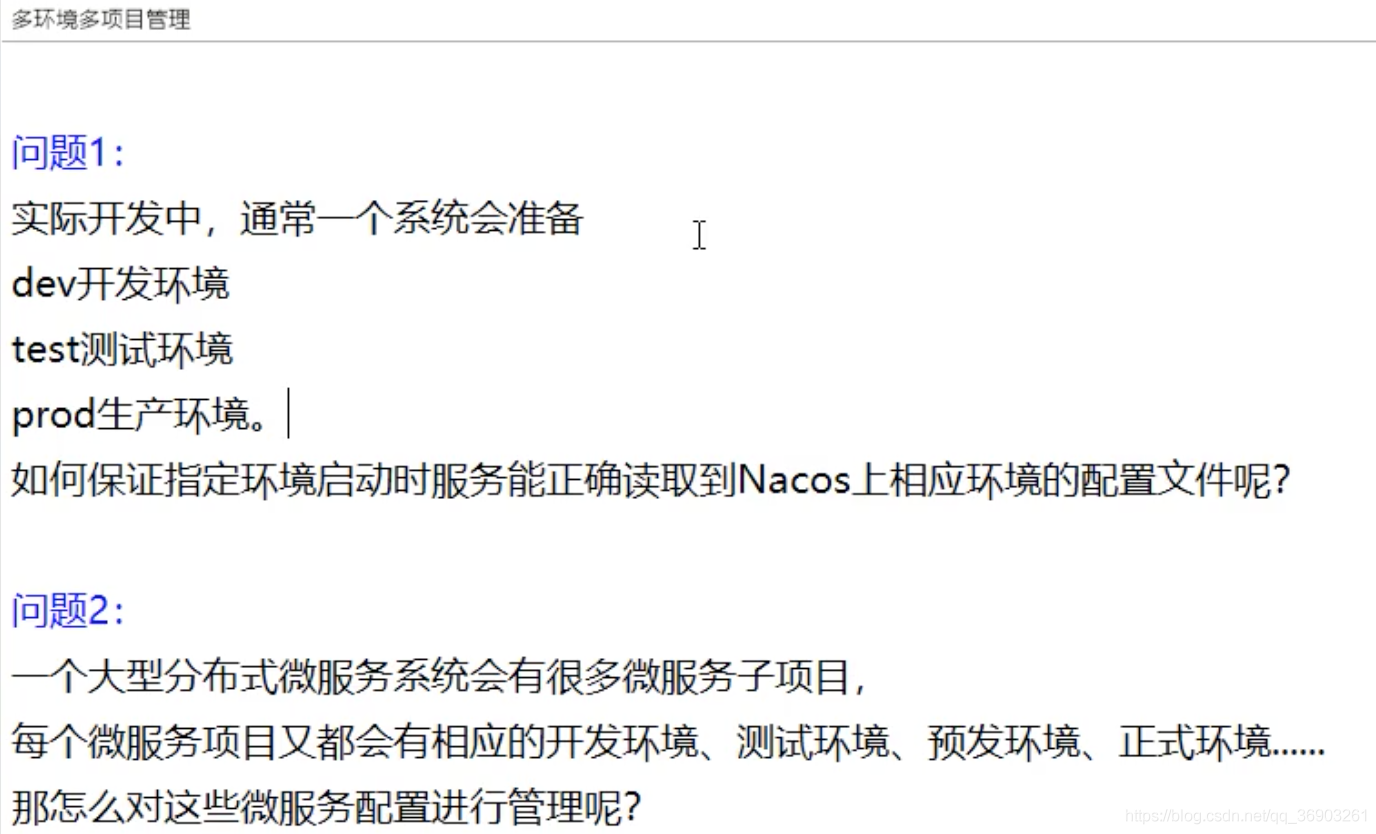 多环境多项目管理
问题1：
实际开发中，通常一个系统会准备
dev开发环境
test测试环境
prod生产环境。
如何保证指定环境启动时服务能正确读取到Nacos上相应环境的配置文件呢？
问题2：
一个大型分布式微服务系统会有很多微服务子项目，
每个微服务项目又都会有相应的开发环境、测试环境、预发环境、正式环境......
那怎么对这些微服务配置进行管理呢？
https://blog.csdn.net/qq_36903261